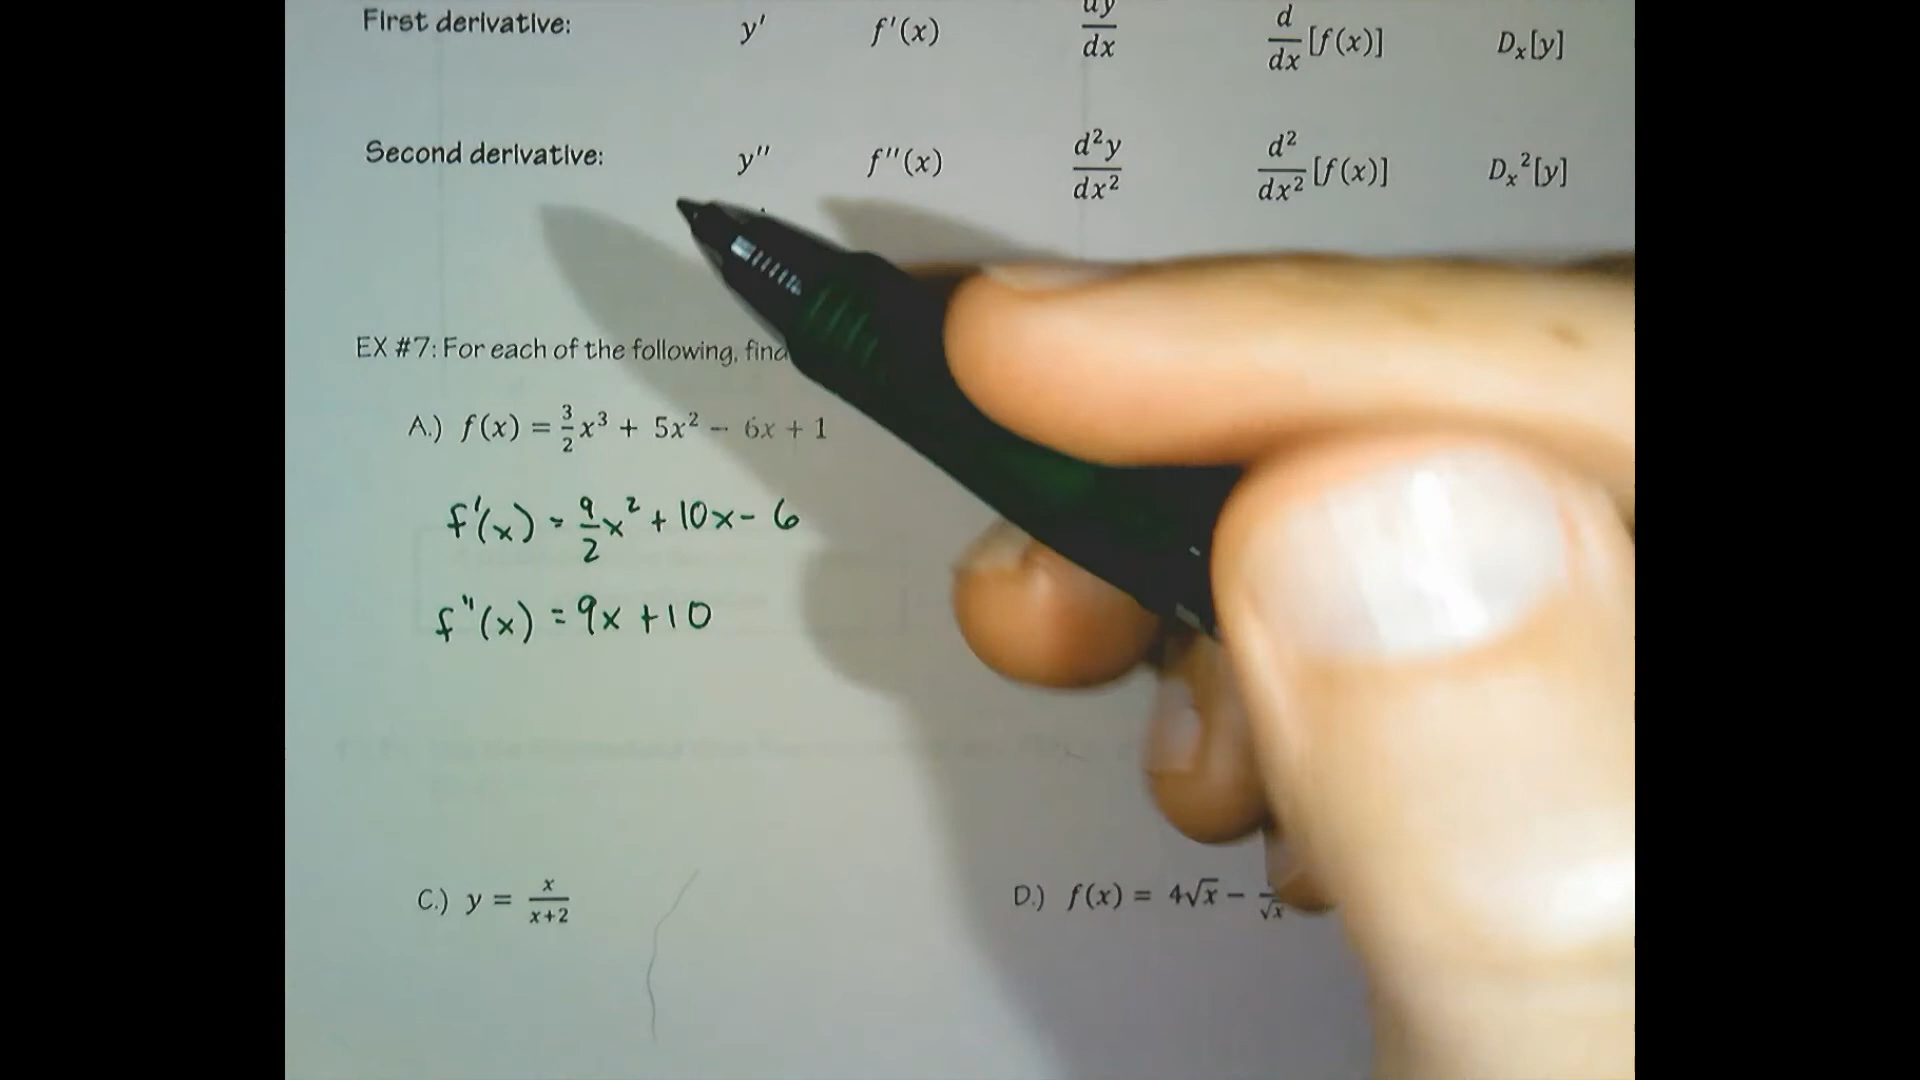 First derivative: y' f'(x) dy/dx d/dx [f(x)] Dₓ[y]
Second derivative: y'' f''(x) d²y/dx² d²/dx² [f(x)] Dₓ²[y]
EX #7: For each of the following, find
A.) f(x) = 3/2 x³ + 5x² − 6x + 1
f'(x) = 9/2 x² + 10x − 6
f"(x) = 9x + 10
C.) y = x/(x+2)
D.) f(x) = 4√x −